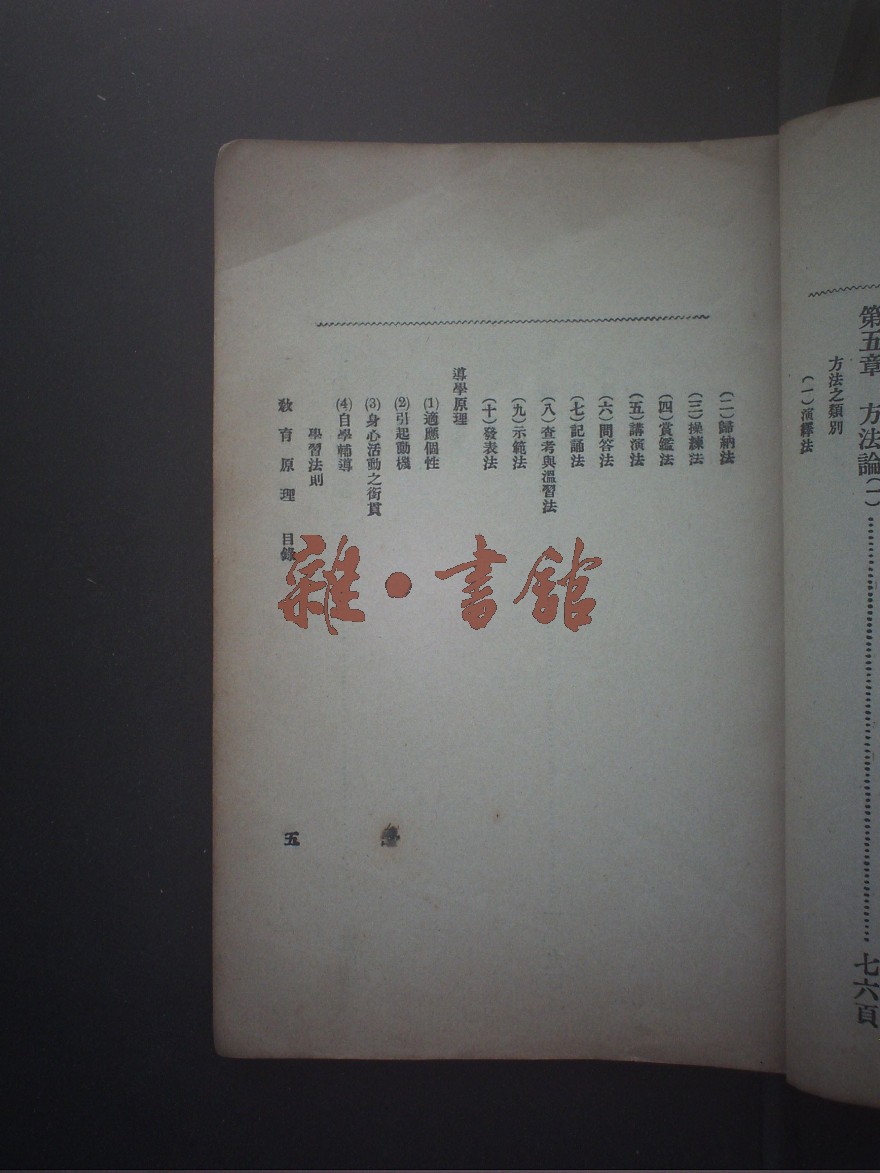 第五章　方法論(一)………七六頁
方法之類別
(一)演繹法
(二)歸納法
(三)操練法
(四)賞鑑法
(五)講演法
(六)問答法
(七)記誦法
(八)查考與溫習法
(九)示範法
(十)發表法
導學原理
(1)適應個性
(2)引起動機
(3)身心活動之銜貫
(4)自學輔導
學習法則
敎育原理　目錄
五
雜·書館